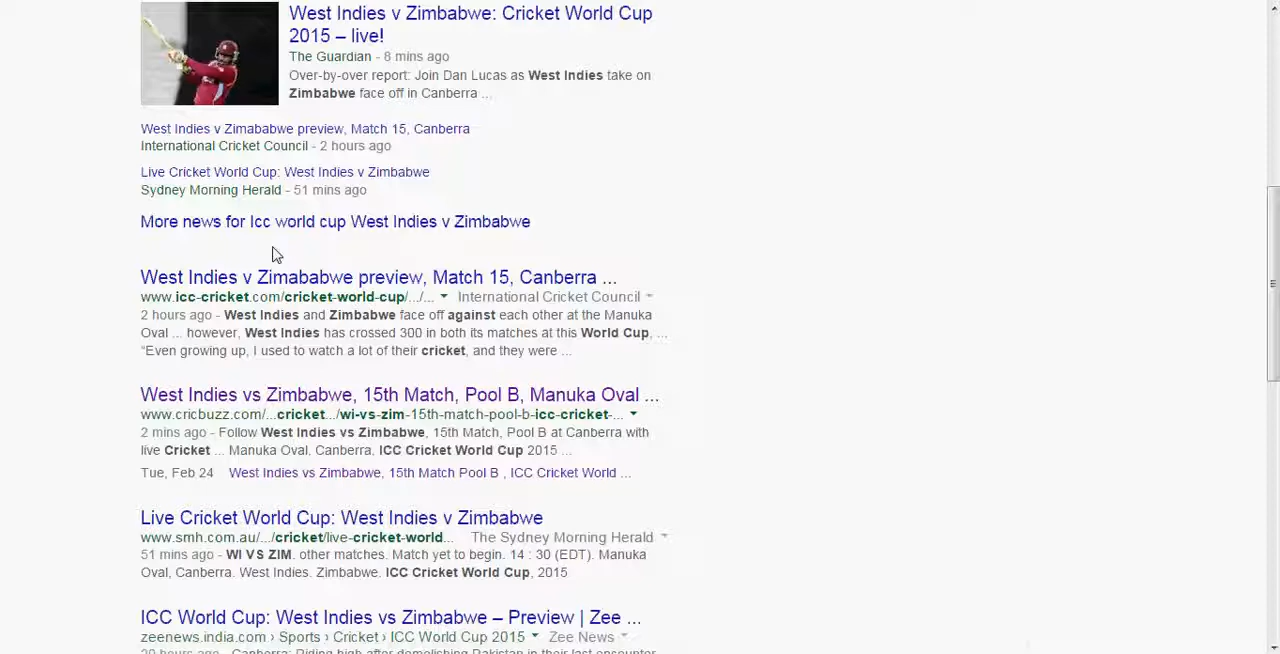 West Indies v Zimbabwe: Cricket World Cup
2015 – live!
The Guardian - 8 mins ago
Over-by-over report: Join Dan Lucas as West Indies take on
Zimbabwe face off in Canberra ...
West Indies v Zimababwe preview, Match 15, Canberra
International Cricket Council - 2 hours ago
Live Cricket World Cup: West Indies v Zimbabwe
Sydney Morning Herald - 51 mins ago
More news for Icc world cup West Indies v Zimbabwe
West Indies v Zimababwe preview, Match 15, Canberra ...
www.icc-cricket.com/cricket-world-cup/.../... International Cricket Council
2 hours ago - West Indies and Zimbabwe face off against each other at the Manuka
Oval ... however, West Indies has crossed 300 in both its matches at this World Cup, ...
"Even growing up, I used to watch a lot of their cricket, and they were ...
West Indies vs Zimbabwe, 15th Match, Pool B, Manuka Oval ...
www.cricbuzz.com/...cricket.../wi-vs-zim-15th-match-pool-b-icc-cricket-...
2 mins ago - Follow West Indies vs Zimbabwe, 15th Match, Pool B at Canberra with
live Cricket ... Manuka Oval, Canberra, ICC Cricket World Cup 2015 ...
Tue, Feb 24 West Indies vs Zimbabwe, 15th Match Pool B , ICC Cricket World ...
Live Cricket World Cup: West Indies v Zimbabwe
www.smh.com.au/.../cricket/live-cricket-world... The Sydney Morning Herald
51 mins ago - WI VS ZIM. other matches. Match yet to begin. 14 : 30 (EDT). Manuka
Oval, Canberra. West Indies. Zimbabwe. ICC Cricket World Cup, 2015
ICC World Cup: West Indies vs Zimbabwe – Preview | Zee ...
zeenews.india.com › Sports › Cricket › ICC World Cup 2015 Zee News
20 hours ago - Canberra: Riding high after demolishing Pakistan in their last encounter